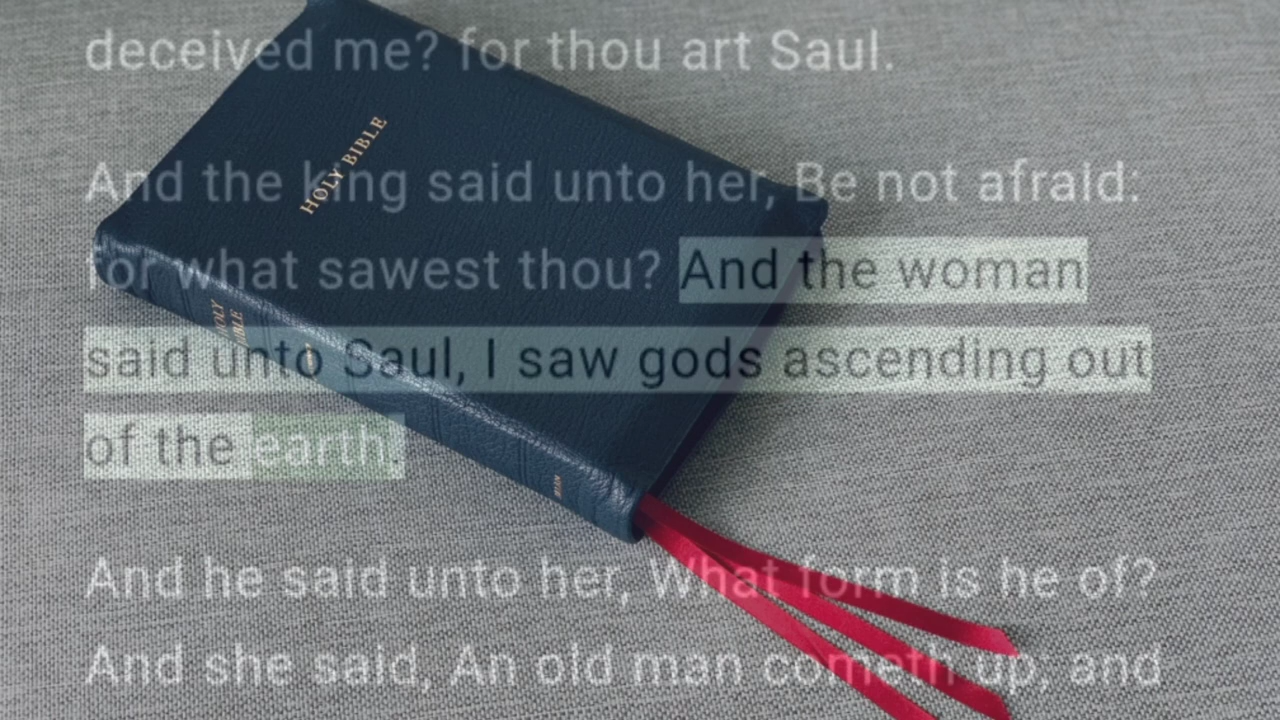 deceived me? for thou art Saul.
And the king said unto her, Be not afraid:
for what sawest thou? And the woman
said unto Saul, I saw gods ascending out
of the earth.
And he said unto her, What form is he of?
And she said, An old man cometh up; and
HOLY BIBLE
HOLY
BIBLE